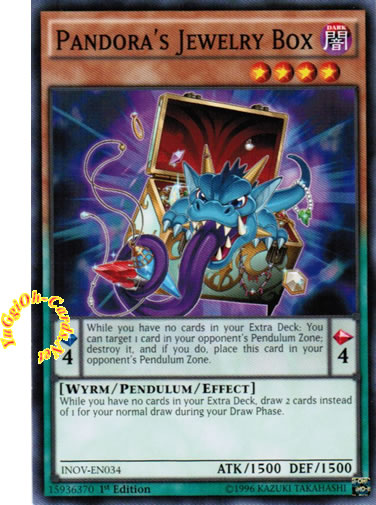 PANDORA'S JEWELRY BOX
DARK
闇
4
4
While you have no cards in your Extra Deck: You
can target 1 card in your opponent's Pendulum Zone;
destroy it, and if you do, place this card in your
opponent's Pendulum Zone.
[WYRM/PENDULUM/EFFECT]
While you have no cards in your Extra Deck, draw 2 cards instead
of 1 for your normal draw during your Draw Phase.
INOV-EN034
ATK/1500 DEF/1500
15936370 1st Edition
©1996 KAZUKI TAKAHASHI
YuGgiOh-Cards.Net